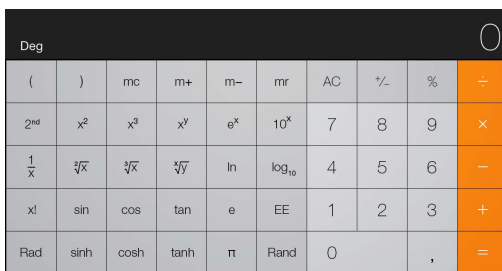 0
Deg
( ) mc m+ m− mr AC +/− % ÷
2ⁿᵈ x² x³ xʸ eˣ 10ˣ 7 8 9 ×
1/x ²√x ³√x ˣ√y ln log₁₀ 4 5 6 −
x! sin cos tan e EE 1 2 3 +
Rad sinh cosh tanh π Rand 0 , =